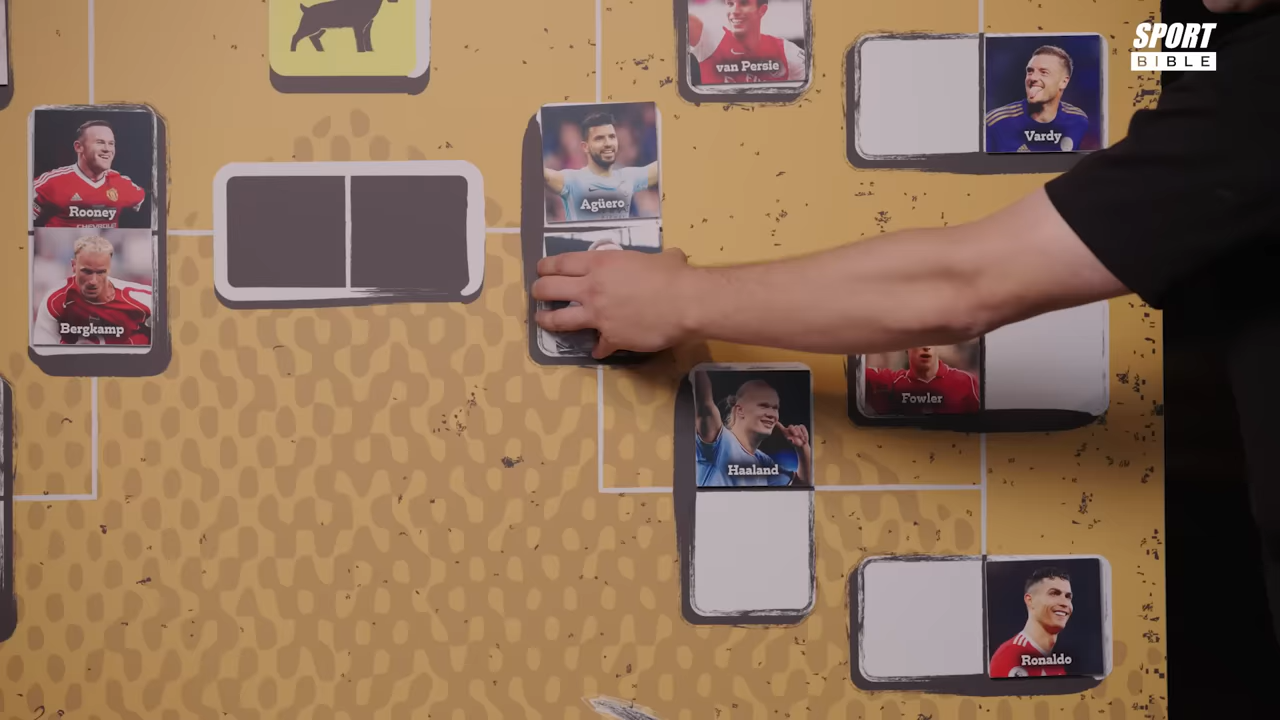 SPORT
BIBLE
van Persie
Vardy
Rooney
Agüero
Bergkamp
Fowler
Haaland
Ronaldo